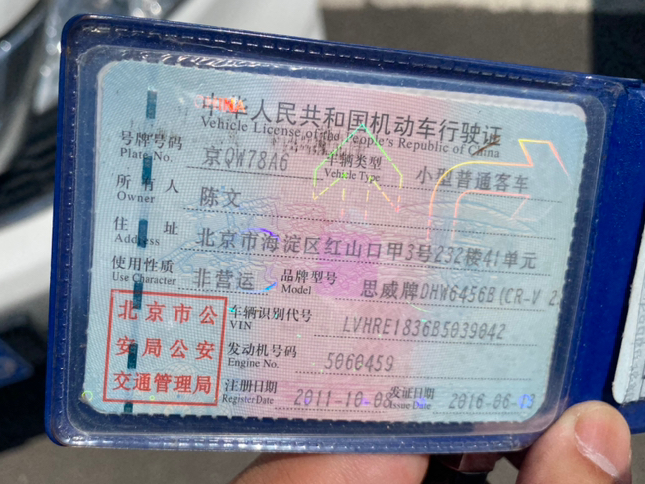 中华人民共和国机动车行驶证
Vehicle License of the People's Republic of China
号牌号码 京QW78A6 车辆类型 小型普通客车
Plate No. Vehicle Type
所有人 陈文
Owner
住址 北京市海淀区红山口甲3号232楼41单元
Address
使用性质 非营运 品牌型号 思威牌DHW6456B(CR-V 2
Use Character Model
车辆识别代号 LVHRE1836B5039042
VIN
发动机号码 5060459
Engine No.
注册日期 2011-10-08 发证日期 2016-06-13
Register Date Issue Date
北京市公
安局公安
交通管理局